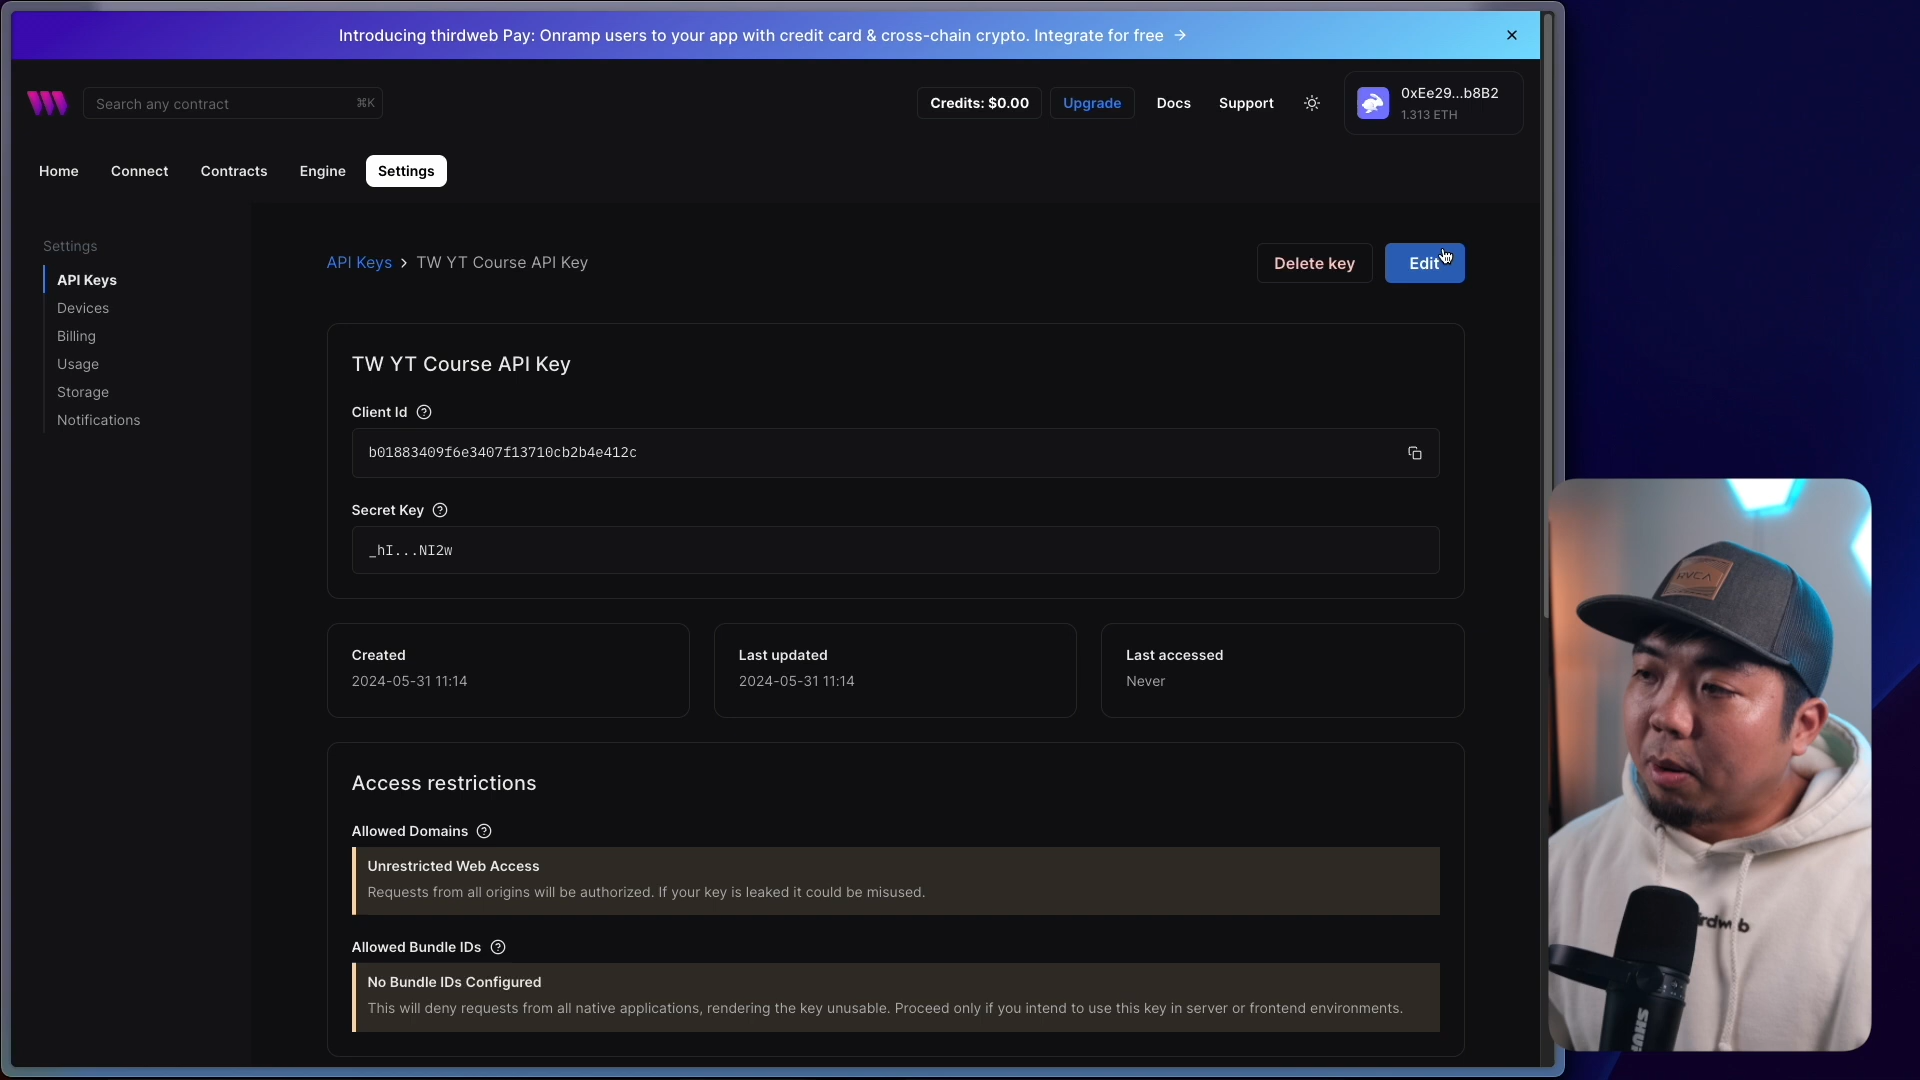 Introducing thirdweb Pay: Onramp users to your app with credit card & cross-chain crypto. Integrate for free →
Search any contract
⌘K
Credits: $0.00
Upgrade
Docs
Support
0xEe29...b8B2
1.313 ETH
Home
Connect
Contracts
Engine
Settings
Settings
API Keys
Devices
Billing
Usage
Storage
Notifications
API Keys > TW YT Course API Key
Delete key
Edit
TW YT Course API Key
Client Id
b01883409f6e3407f13710cb2b4e412c
Secret Key
_hI...NI2w
Created
2024-05-31 11:14
Last updated
2024-05-31 11:14
Last accessed
Never
Access restrictions
Allowed Domains
Unrestricted Web Access
Requests from all origins will be authorized. If your key is leaked it could be misused.
Allowed Bundle IDs
No Bundle IDs Configured
This will deny requests from all native applications, rendering the key unusable. Proceed only if you intend to use this key in server or frontend environments.
RVCA